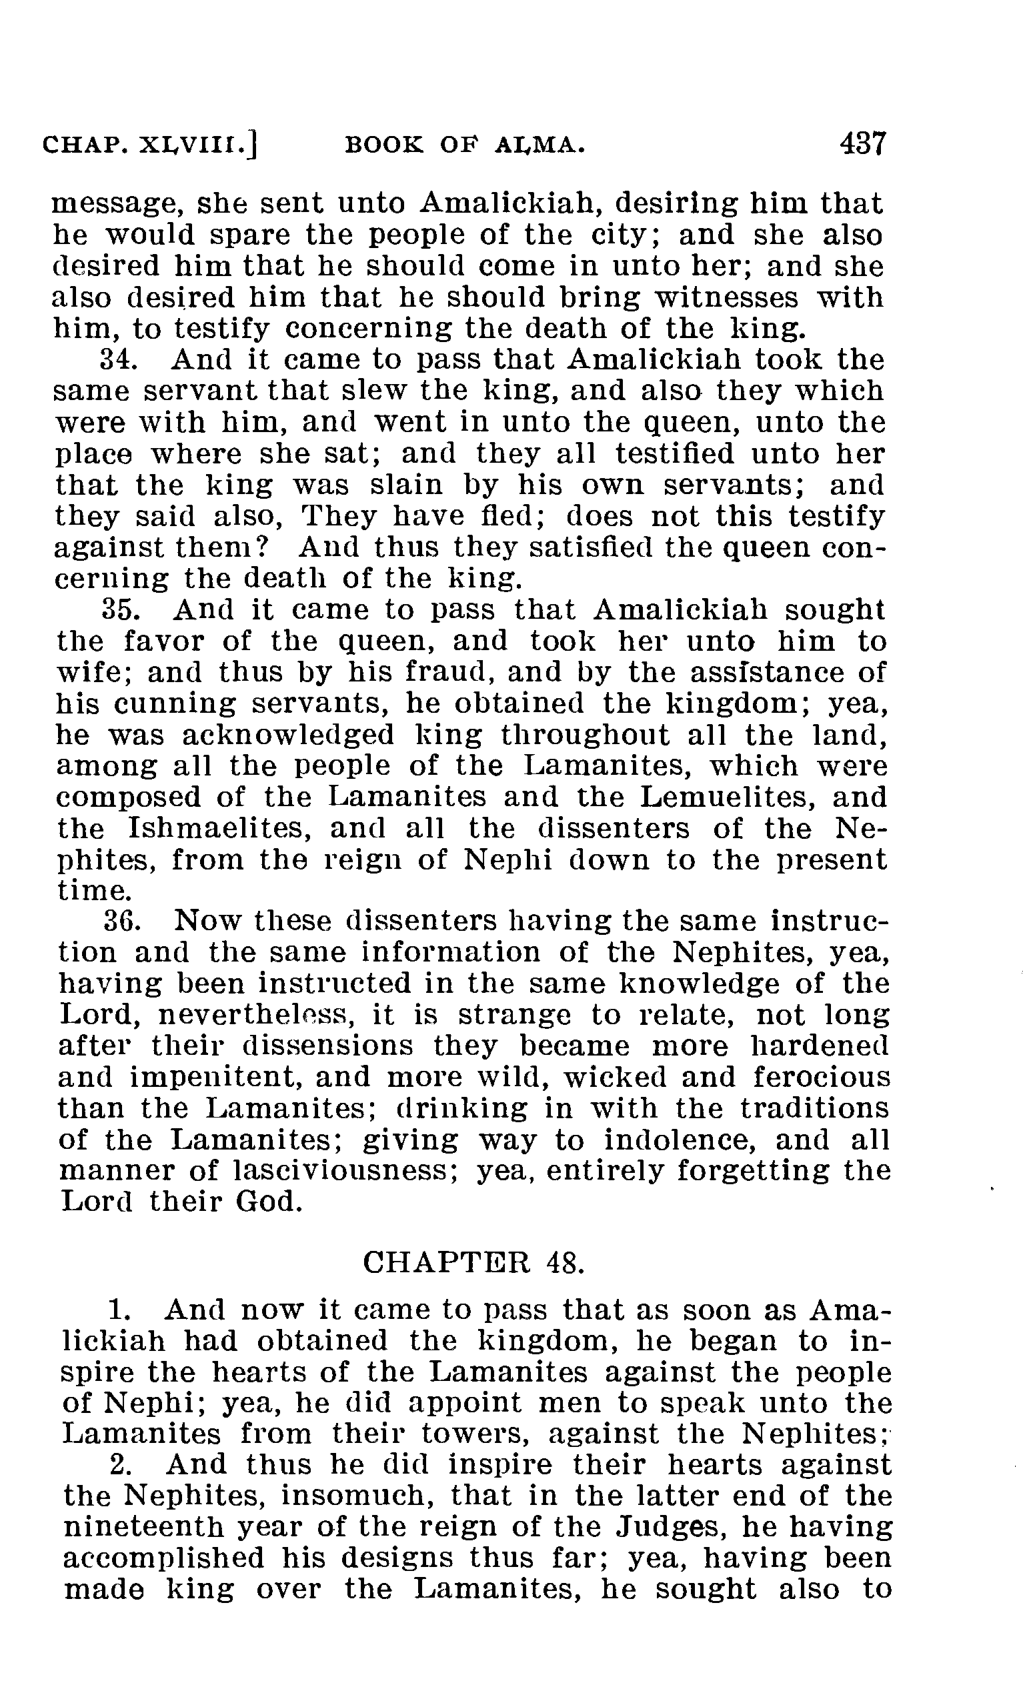 CHAP. XLVIII.] BOOK OF ALMA. 437
message, she sent unto Amalickiah, desiring him that
he would spare the people of the city; and she also
desired him that he should come in unto her; and she
also desired him that he should bring witnesses with
him, to testify concerning the death of the king.
34. And it came to pass that Amalickiah took the
same servant that slew the king, and also they which
were with him, and went in unto the queen, unto the
place where she sat; and they all testified unto her
that the king was slain by his own servants; and
they said also, They have fled; does not this testify
against them? And thus they satisfied the queen con-
cerning the death of the king.
35. And it came to pass that Amalickiah sought
the favor of the queen, and took her unto him to
wife; and thus by his fraud, and by the assistance of
his cunning servants, he obtained the kingdom; yea,
he was acknowledged king throughout all the land,
among all the people of the Lamanites, which were
composed of the Lamanites and the Lemuelites, and
the Ishmaelites, and all the dissenters of the Ne-
phites, from the reign of Nephi down to the present
time.
36. Now these dissenters having the same instruc-
tion and the same information of the Nephites, yea,
having been instructed in the same knowledge of the
Lord, nevertheless, it is strange to relate, not long
after their dissensions they became more hardened
and impenitent, and more wild, wicked and ferocious
than the Lamanites; drinking in with the traditions
of the Lamanites; giving way to indolence, and all
manner of lasciviousness; yea, entirely forgetting the
Lord their God.
CHAPTER 48.
1. And now it came to pass that as soon as Ama-
lickiah had obtained the kingdom, he began to in-
spire the hearts of the Lamanites against the people
of Nephi; yea, he did appoint men to speak unto the
Lamanites from their towers, against the Nephites;
2. And thus he did inspire their hearts against
the Nephites, insomuch, that in the latter end of the
nineteenth year of the reign of the Judges, he having
accomplished his designs thus far; yea, having been
made king over the Lamanites, he sought also to